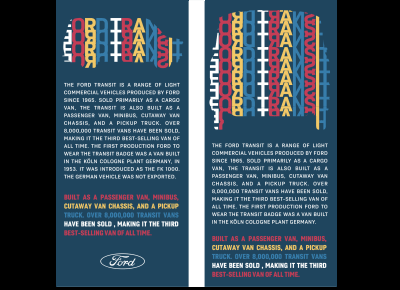 FORD TRANSIT
THE FORD TRANSIT IS A RANGE OF LIGHT
COMMERCIAL VEHICLES PRODUCED BY FORD
SINCE 1965. SOLD PRIMARILY AS A CARGO
VAN, THE TRANSIT IS ALSO BUILT AS A
PASSENGER VAN, MINIBUS, CUTAWAY VAN
CHASSIS, AND A PICKUP TRUCK. OVER
8,000,000 TRANSIT VANS HAVE BEEN SOLD,
MAKING IT THE THIRD BEST-SELLING VAN OF
ALL TIME. THE FIRST PRODUCTION FORD TO
WEAR THE TRANSIT BADGE WAS A VAN BUILT
IN THE KÖLN COLOGNE PLANT GERMANY, IN
1953. IT WAS INTRODUCED AS THE FK 1000.
THE GERMAN VEHICLE WAS NOT EXPORTED.
BUILT AS A PASSENGER VAN, MINIBUS,
CUTAWAY VAN CHASSIS, AND A PICKUP
TRUCK. OVER 8,000,000 TRANSIT VANS
HAVE BEEN SOLD , MAKING IT THE THIRD
BEST-SELLING VAN OF ALL TIME.
Ford
THE FORD TRANSIT IS A RANGE OF LIGHT
COMMERCIAL VEHICLES PRODUCED BY FORD
SINCE 1965. SOLD PRIMARILY AS A CARGO
VAN, THE TRANSIT IS ALSO BUILT AS A
PASSENGER VAN, MINIBUS, CUTAWAY VAN
CHASSIS, AND A PICKUP TRUCK. OVER
8,000,000 TRANSIT VANS HAVE BEEN SOLD,
MAKING IT THE THIRD BEST-SELLING VAN OF
ALL TIME. THE FIRST PRODUCTION FORD TO
WEAR THE TRANSIT BADGE WAS A VAN BUILT
IN THE KÖLN COLOGNE PLANT GERMANY.
BUILT AS A PASSENGER VAN, MINIBUS,
CUTAWAY VAN CHASSIS, AND A PICKUP
TRUCK. OVER 8,000,000 TRANSIT VANS
HAVE BEEN SOLD , MAKING IT THE THIRD
BEST-SELLING VAN OF ALL TIME.